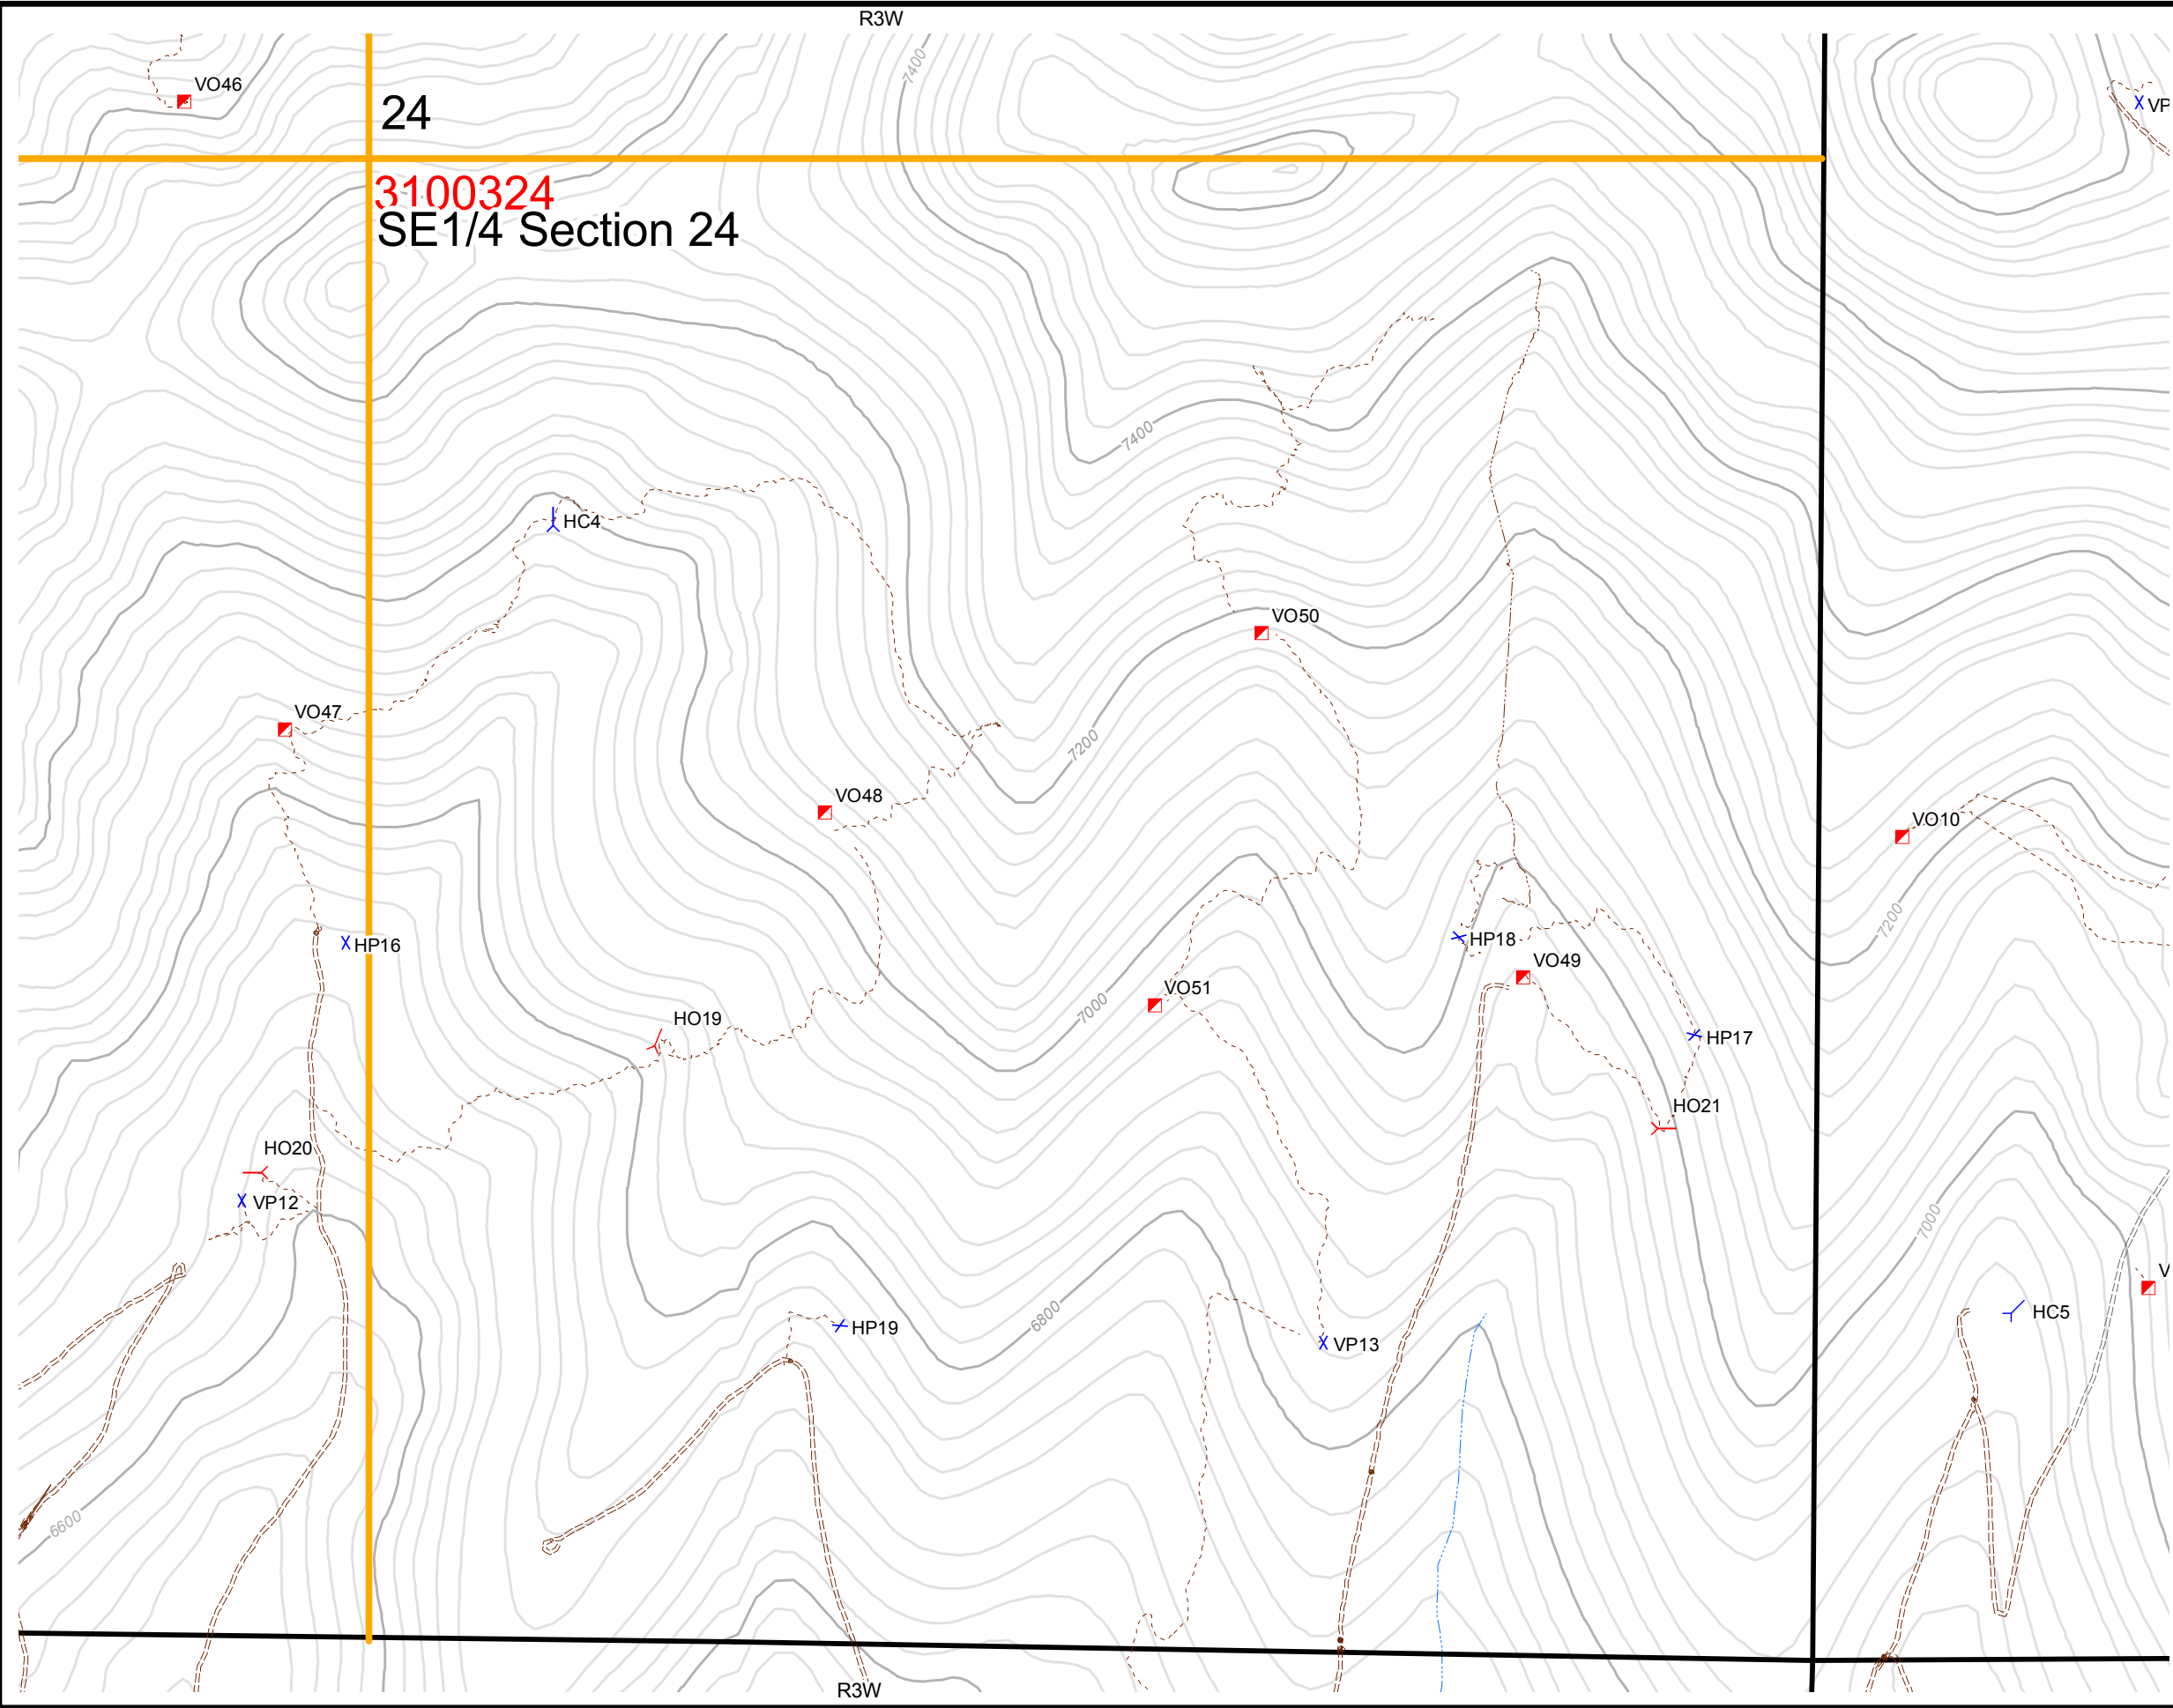 R3W
7400
VO46
VP
24
3100324
SE1/4 Section 24
7400
HC4
VO50
VO47
7200
VO48
VO10
7200
HP18
HP16
VO49
VO51
7000
HO19
HP17
HO21
HO20
VP12
7000
V
HC5
6800
HP19
VP13
6600
R3W